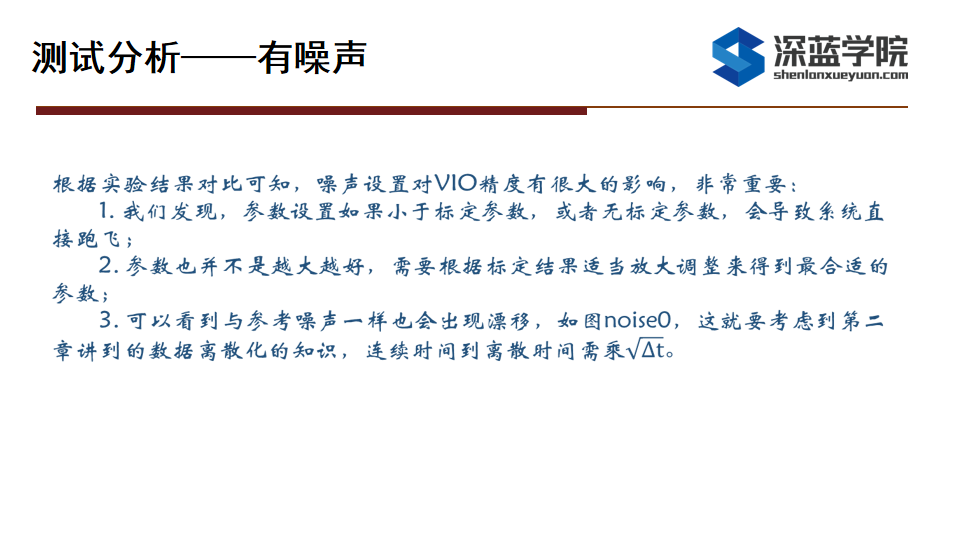 测试分析——有噪声
深蓝学院
shenlanxueyuan.com
根据实验结果对比可知，噪声设置对VIO精度有很大的影响，非常重要：
1. 我们发现，参数设置如果小于标定参数，或者无标定参数，会导致系统直
接跑飞；
2. 参数也并不是越大越好，需要根据标定结果适当放大调整来得到最合适的
参数；
3. 可以看到与参考噪声一样也会出现漂移，如图noise0，这就要考虑到第二
章讲到的数据离散化的知识，连续时间到离散时间需乘√Δt。